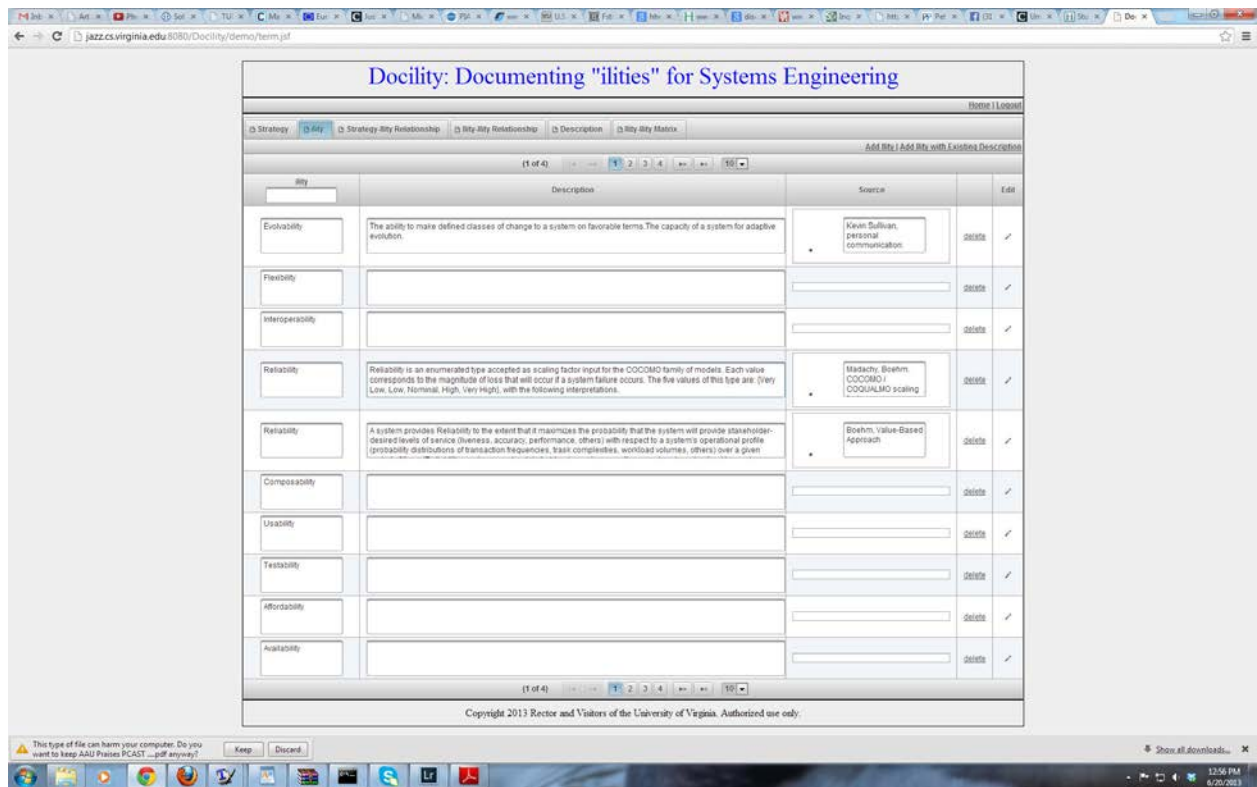 jazz.cs.virginia.edu:8080/Docility/demo/term.jsf
Docility: Documenting "ilities" for Systems Engineering
Home | Logout
Strategy Ility Strategy-Ility Relationship Ility-Ility Relationship Description Ility-Ility Matrix
Add Ility | Add Ility with Existing Description
(1 of 4) 1 2 3 4 10
Ility Description Source Edit
Evolvability
The ability to make defined classes of change to a system on favorable terms.The capacity of a system for adaptive
evolution.
Kevin Sullivan,
personal
communication.
delete
Flexibility
delete
Interoperability
delete
Reliability
Reliability is an enumerated type accepted as scaling factor input for the COCOMO family of models. Each value
corresponds to the magnitude of loss that will occur if a system failure occurs. The five values of this type are: {Very
Low, Low, Nominal, High, Very High}, with the following interpretations.
Madachy, Boehm,
COCOMO /
COQUALMO scaling
delete
Reliability
A system provides Reliability to the extent that it maximizes the probability that the system will provide stakeholder-
desired levels of service (liveness, accuracy, performance, others) with respect to a system's operational profile
(probability distributions of transaction frequencies, trask complexities, workload volumes, others) over a given
Boehm, Value-Based
Approach
delete
Composability
delete
Usability
delete
Testability
delete
Affordability
delete
Availability
delete
(1 of 4) 1 2 3 4 10
Copyright 2013 Rector and Visitors of the University of Virginia. Authorized use only.
This type of file can harm your computer. Do you
want to keep AAU Praises PCAST ....pdf anyway?
Keep Discard
Show all downloads...
12:56 PM
6/20/2013